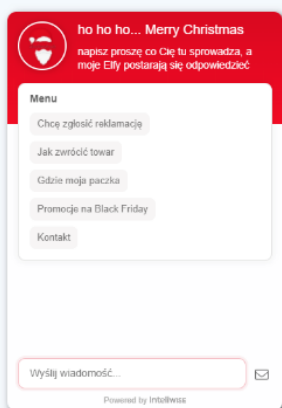 ho ho ho... Merry Christmas
napisz proszę co Cię tu sprowadza, a
moje Elfy postarają się odpowiedzieć
Menu
Chcę zgłosić reklamację
Jak zwrócić towar
Gdzie moja paczka
Promocje na Black Friday
Kontakt
Wyślij wiadomość...
Powered by Intelliwise